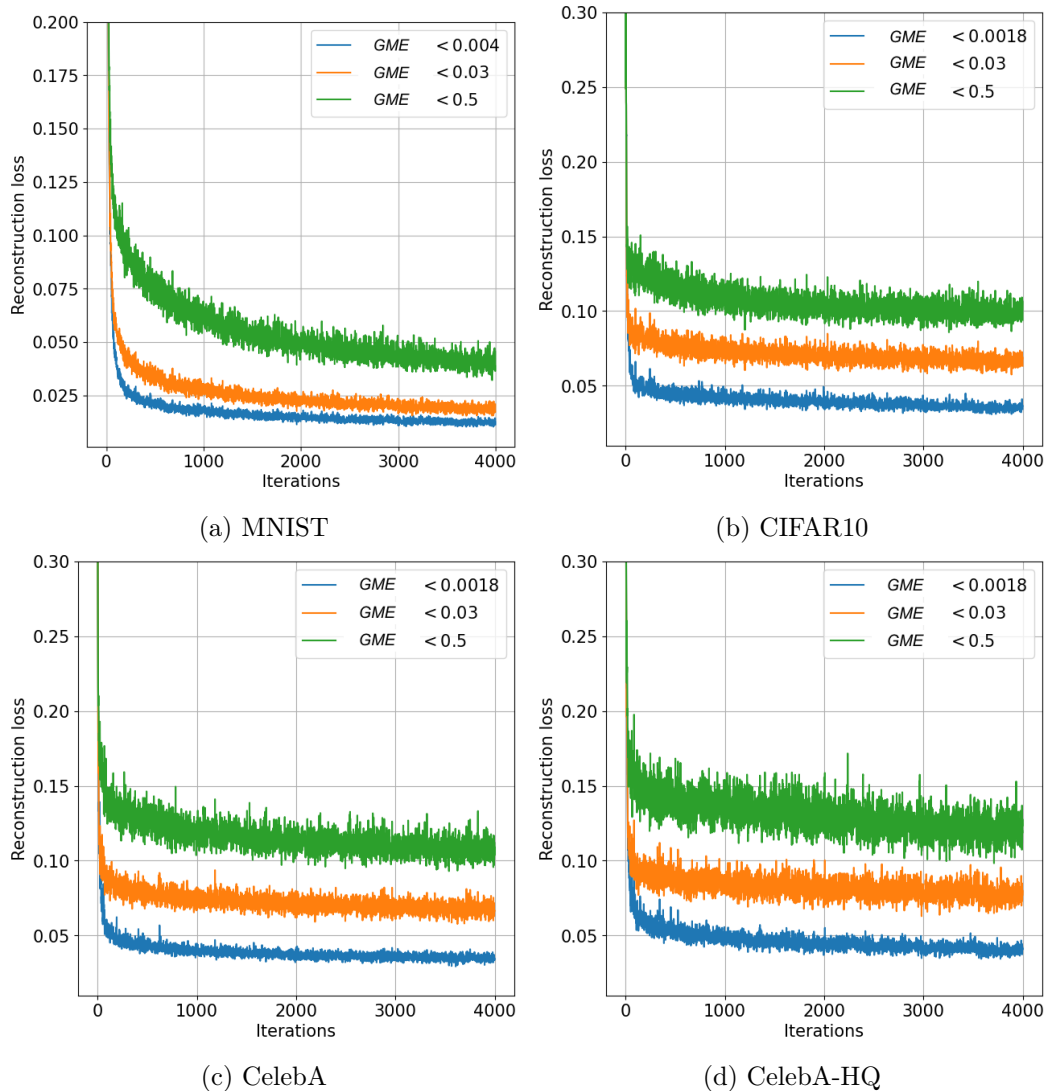 0.200
0.175
0.150
0.125
0.100
0.075
0.050
0.025
Reconstruction loss
GME < 0.004
GME < 0.03
GME < 0.5
0 1000 2000 3000 4000
Iterations
(a) MNIST
0.30
0.25
0.20
0.15
0.10
0.05
Reconstruction loss
GME < 0.0018
GME < 0.03
GME < 0.5
0 1000 2000 3000 4000
Iterations
(b) CIFAR10
0.30
0.25
0.20
0.15
0.10
0.05
Reconstruction loss
GME < 0.0018
GME < 0.03
GME < 0.5
0 1000 2000 3000 4000
Iterations
(c) CelebA
0.30
0.25
0.20
0.15
0.10
0.05
Reconstruction loss
GME < 0.0018
GME < 0.03
GME < 0.5
0 1000 2000 3000 4000
Iterations
(d) CelebA-HQ